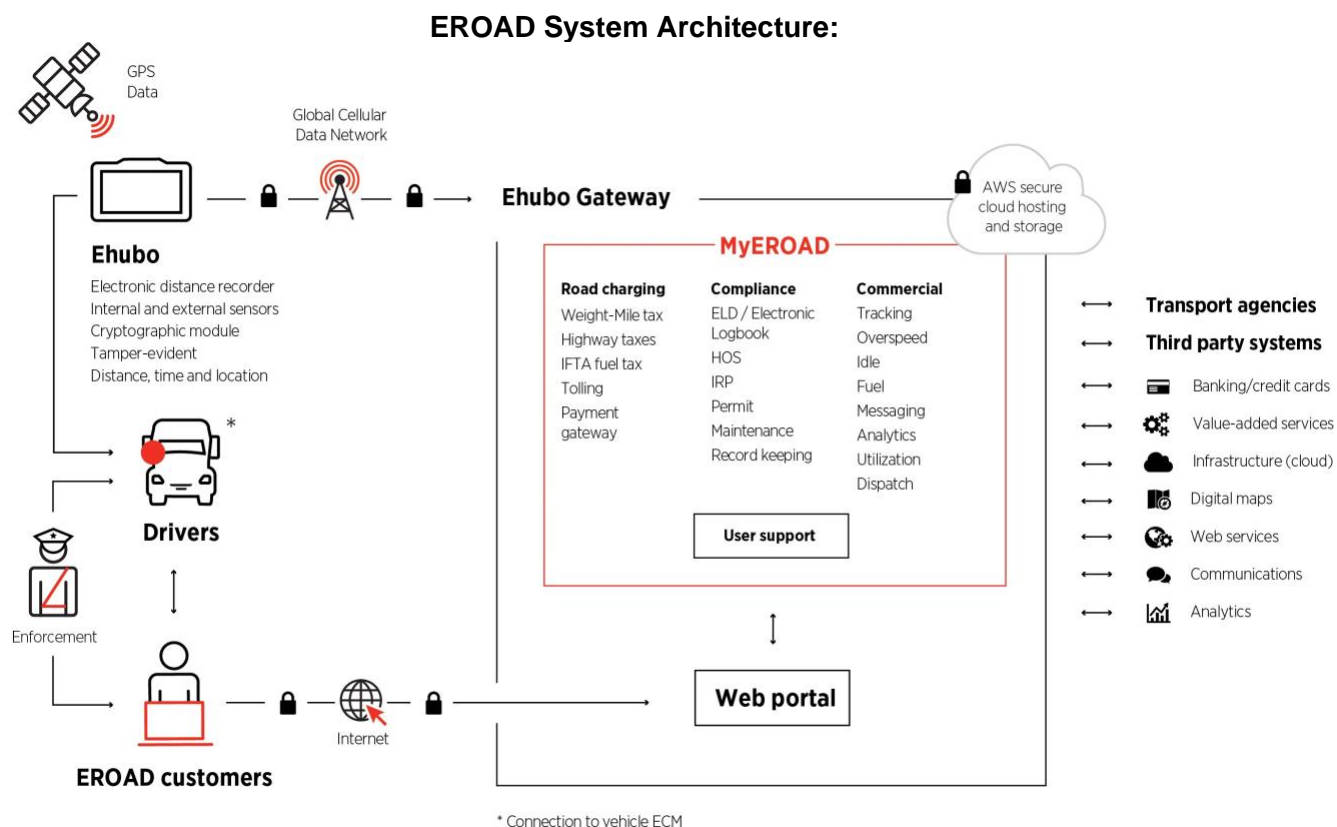 EROAD System Architecture:
GPS
Data
Global Cellular
Data Network
Ehubo Gateway
AWS secure
cloud hosting
and storage
Ehubo
Electronic distance recorder
Internal and external sensors
Cryptographic module
Tamper-evident
Distance, time and location
MyEROAD
Road charging
Weight-Mile tax
Highway taxes
IFTA fuel tax
Tolling
Payment
gateway
Compliance
ELD / Electronic
Logbook
HOS
IRP
Permit
Maintenance
Record keeping
Commercial
Tracking
Overspeed
Idle
Fuel
Messaging
Analytics
Utilization
Dispatch
User support
Transport agencies
Third party systems
Banking/credit cards
Value-added services
Infrastructure (cloud)
Digital maps
Web services
Communications
Analytics
*
Drivers
Enforcement
Internet
Web portal
EROAD customers
* Connection to vehicle ECM